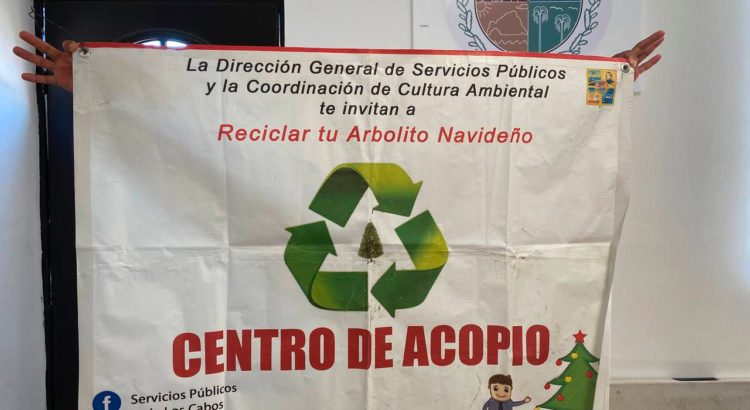 La Dirección General de Servicios Públicos
y la Coordinación de Cultura Ambiental
te invitan a
Reciclar tu Arbolito Navideño
CENTRO DE ACOPIO
Servicios Públicos
de Los Cabos